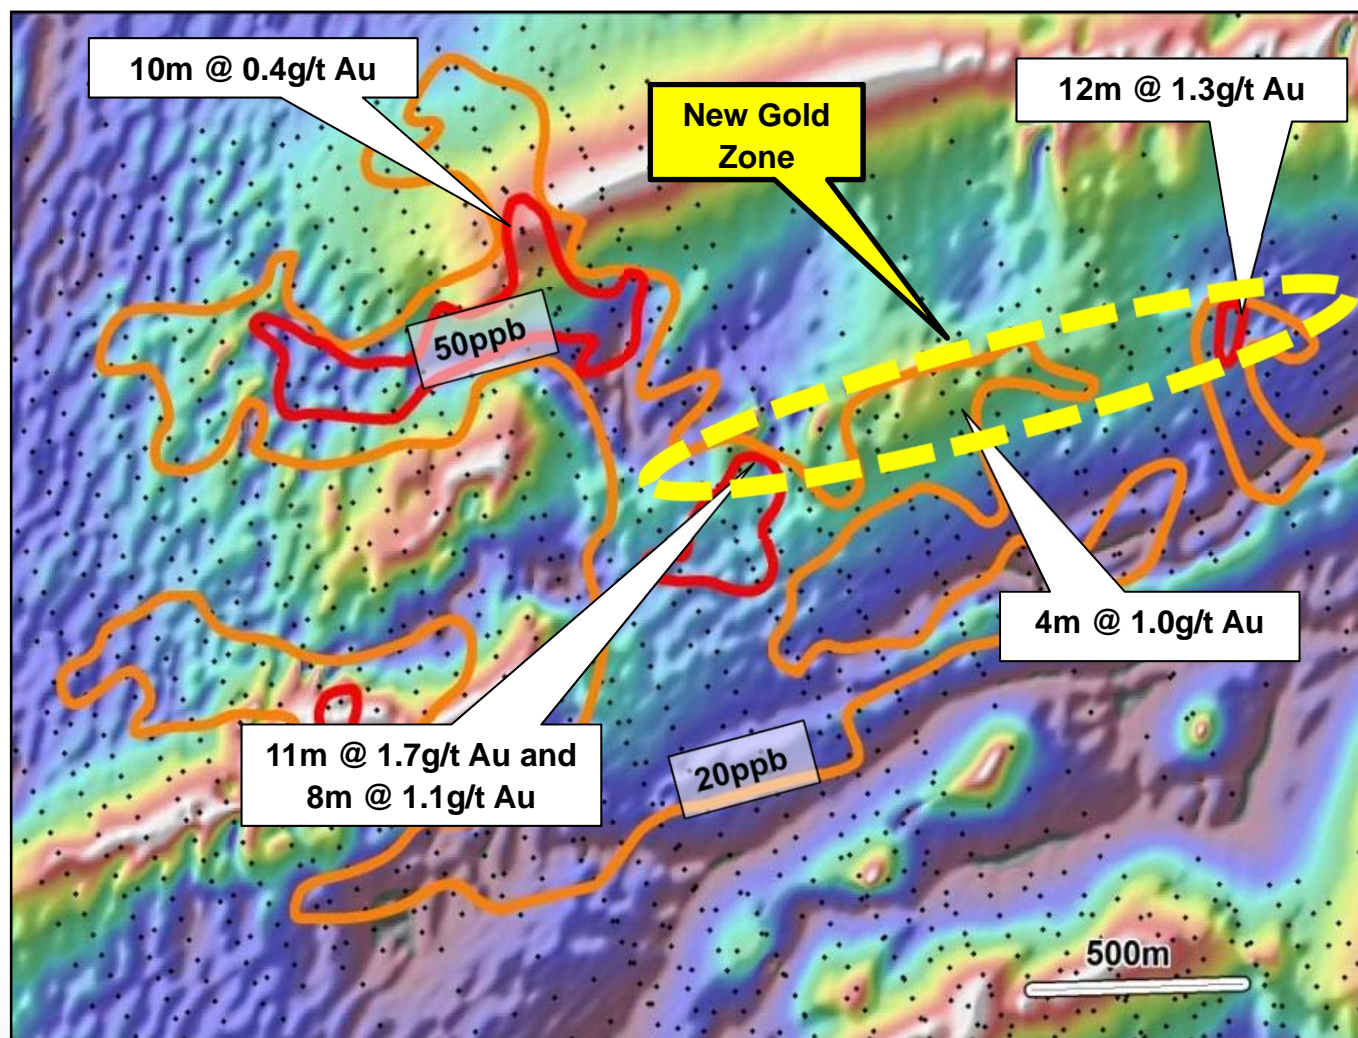 10m @ 0.4g/t Au
New Gold
Zone
12m @ 1.3g/t Au
50ppb
4m @ 1.0g/t Au
11m @ 1.7g/t Au and
8m @ 1.1g/t Au
20ppb
500m